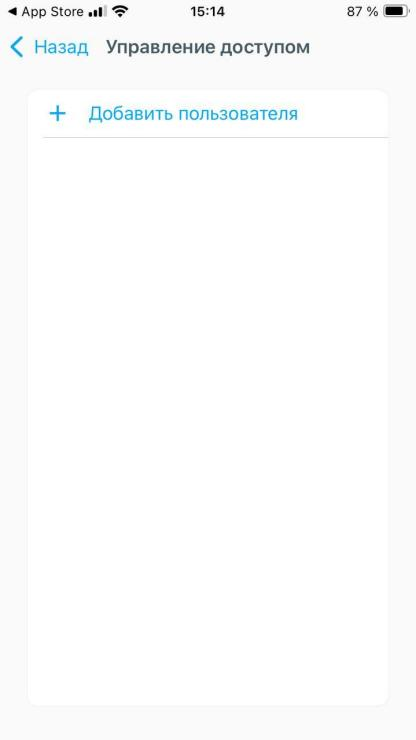 ◀ App Store 15:14 87 %
Назад Управление доступом
+ Добавить пользователя